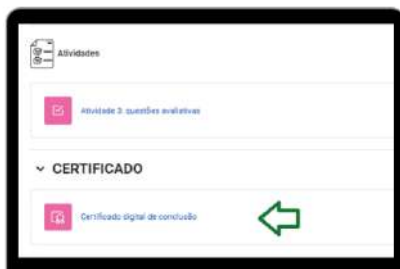 Atividades
Atividade 3: questões avaliativas
CERTIFICADO
Certificado digital de conclusão